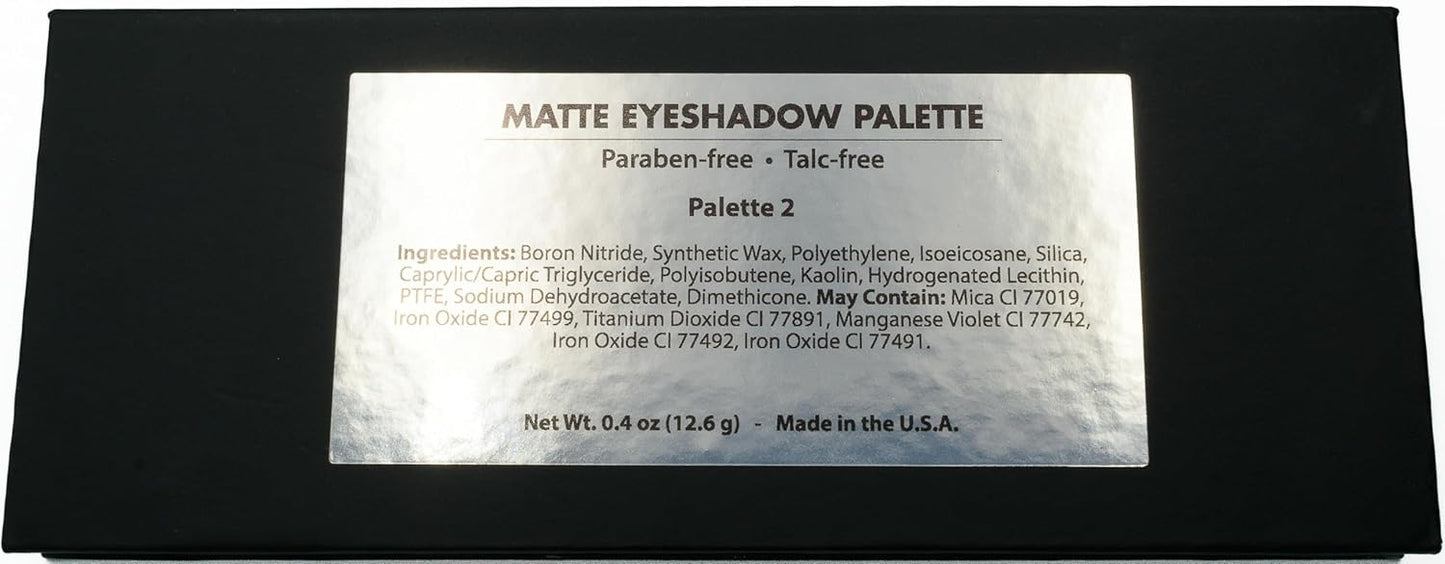 MATTE EYESHADOW PALETTE
Paraben-free • Talc-free
Palette 2
Ingredients: Boron Nitride, Synthetic Wax, Polyethylene, Isoeicosane, Silica,
Caprylic/Capric Triglyceride, Polyisobutene, Kaolin, Hydrogenated Lecithin,
PTFE, Sodium Dehydroacetate, Dimethicone. May Contain: Mica CI 77019,
Iron Oxide CI 77499, Titanium Dioxide CI 77891, Manganese Violet CI 77742,
Iron Oxide CI 77492, Iron Oxide CI 77491.
Net Wt. 0.4 oz (12.6 g) - Made in the U.S.A.